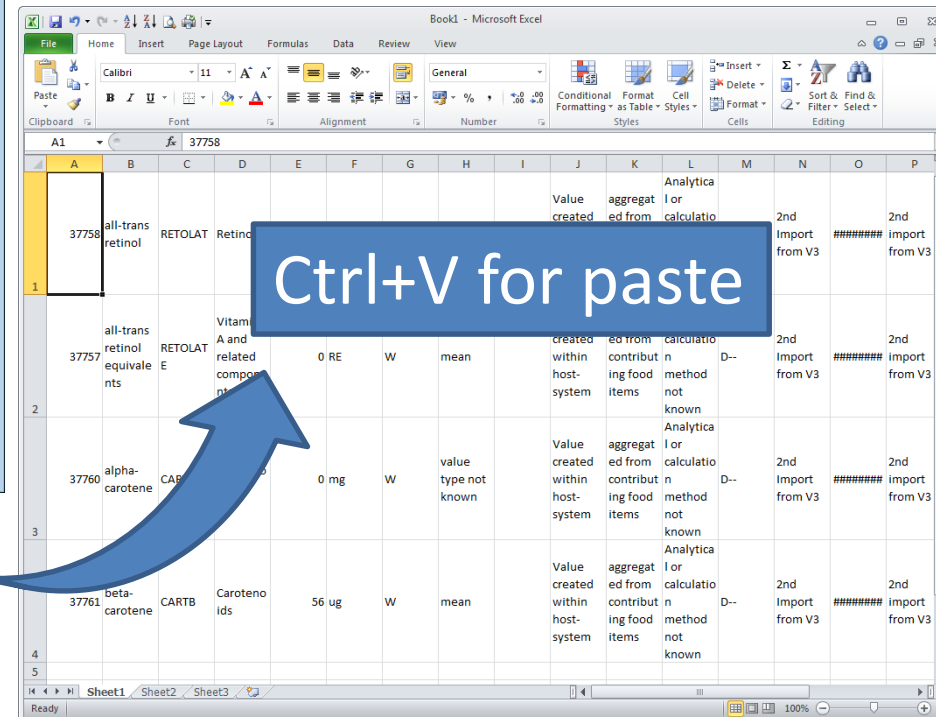 Book1 - Microsoft Excel
File Home Insert Page Layout Formulas Data Review View
Paste
Calibri 11 A A
General
B I U A % , .00 .00
Conditional Formatting
Format as Table
Cell Styles
Insert
Delete
Format
Σ
Sort & Filter
Find & Select
Clipboard Font Alignment Number Styles Cells Editing
A1 fx 37758
A B C D E F G H I J K L M N O P
1
37758
all-trans
retinol
RETOLAT
Value
created
aggregat
ed from
Analytica
l or
calculatio
2nd
Import
from V3
########
2nd
import
from V3
Ctrl+V for paste
2
37757
all-trans
retinol
equivale
nts
RETOLAT
E
A and
related
0 RE
W
mean
created
within
host-
system
ed from
contribut
ing food
items
calculatio
n
method
not
known
D--
2nd
Import
from V3
########
2nd
import
from V3
3
37760
alpha-
carotene
0 mg
W
value
type not
known
Value
created
within
host-
system
aggregat
ed from
contribut
ing food
items
Analytica
l or
calculatio
n
method
not
known
D--
2nd
Import
from V3
########
2nd
import
from V3
4
37761
beta-
carotene
CARTB
Caroteno
ids
56 ug
W
mean
Value
created
within
host-
system
aggregat
ed from
contribut
ing food
items
Analytica
l or
calculatio
n
method
not
known
D--
2nd
Import
from V3
########
2nd
import
from V3
5
Sheet1 Sheet2 Sheet3
Ready 100%